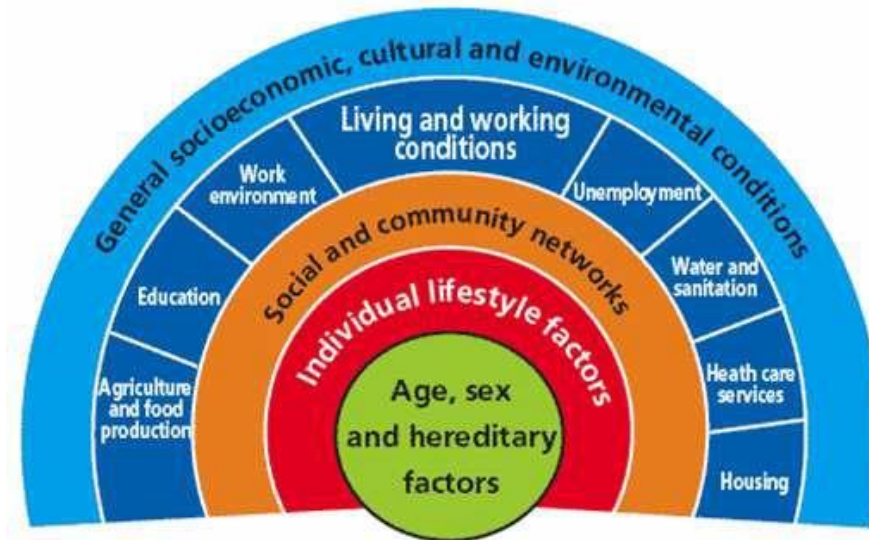 General socioeconomic, cultural and environmental conditions
Living and working
conditions
Work
environment
Unemployment
Education
Water and
sanitation
Agriculture
and food
production
Heath care
services
Housing
Social and community networks
Individual lifestyle factors
Age, sex
and hereditary
factors